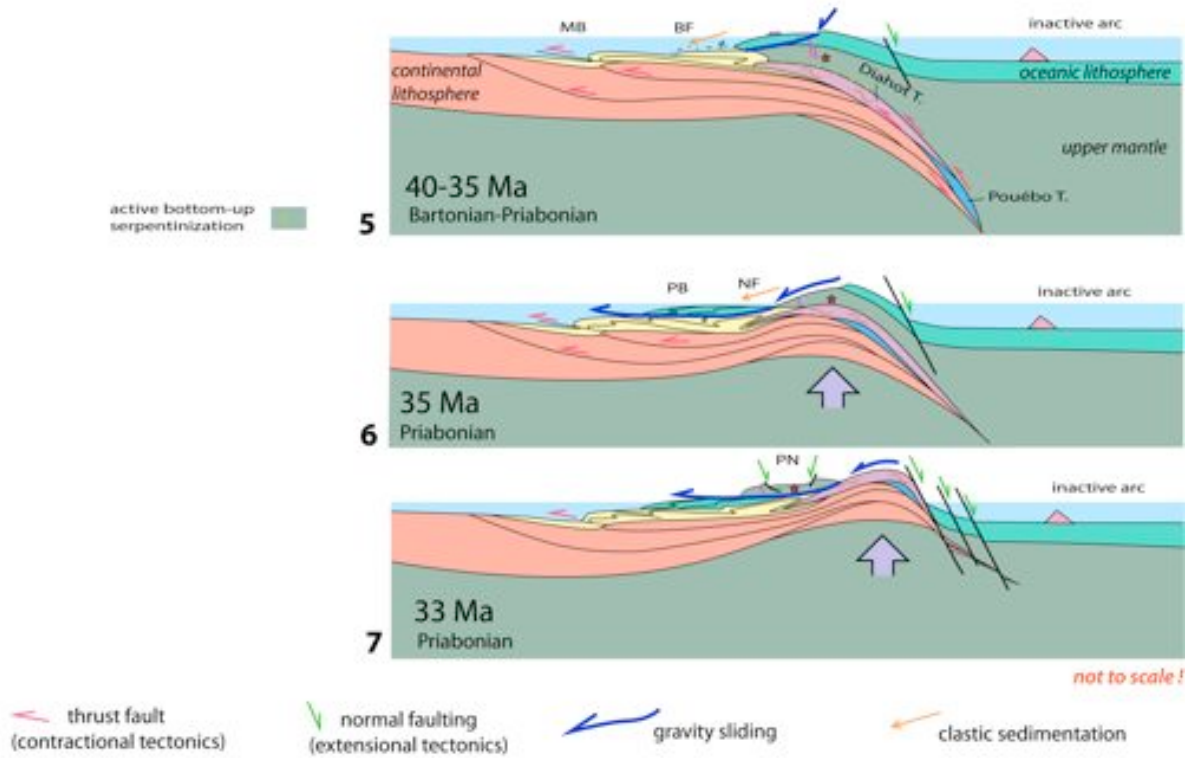 MB
BF
inactive arc
continental
lithosphere
Diahot T.
oceanic lithosphere
upper mantle
Pouébo T.
40-35 Ma
Bartonian-Priabonian
5
active bottom-up
serpentinization
PB
NF
inactive arc
35 Ma
Priabonian
6
PN
inactive arc
33 Ma
Priabonian
7
not to scale !
thrust fault
(contractional tectonics)
normal faulting
(extensional tectonics)
gravity sliding
clastic sedimentation